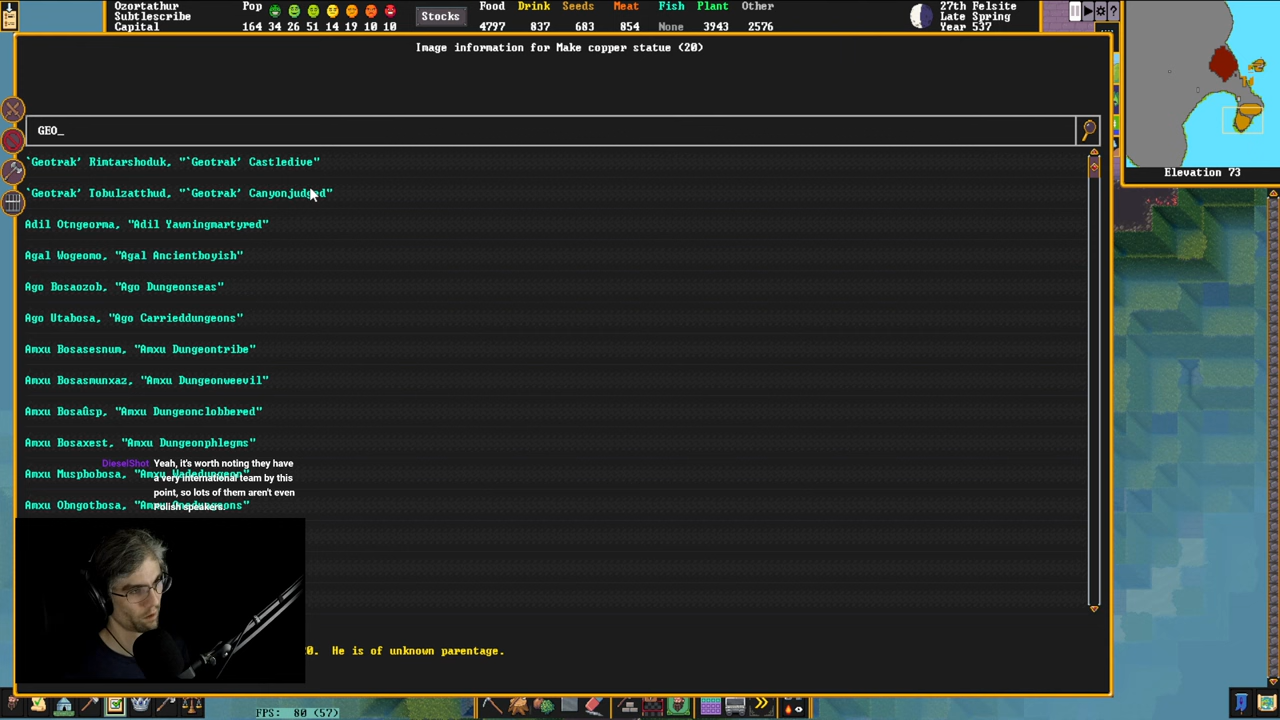 Ozorthathur
Subtlescribe
Capital
Pop
164 34 26 51 14 19 10 10
Stocks
Food Drink Seeds Meat Fish Plant Other
4797 837 683 854 None 3943 2576
27th Felsite
Late Spring
Year 537
Image information for Make copper statue (20)
GEO_
`Geotrak' Rimtarshoduk, "`Geotrak' Castledive"
`Geotrak' Tobulzatthud, "`Geotrak' Canyonjudged"
Adil Otngeorma, "Adil Yawningmartyred"
Agal Wogeomo, "Agal Ancientboyish"
Ago Bosaozob, "Ago Dungeonseas"
Ago Utabosa, "Ago Carrieddungeons"
Amxu Bosasesnum, "Amxu Dungeontribe"
Amxu Bosasmunxaz, "Amxu Dungeonweevil"
Amxu Bosaûsp, "Amxu Dungeonclobbered"
Amxu Bosaxest, "Amxu Dungeonphlegms"
Amxu Muspbobosa, "Amxu Wadedungeon"
Amxu Obngotbosa, "Amxu
DieselShot Yeah, it's worth noting they have
a very international team by this
point, so lots of them aren't even
Polish speakers.
0. He is of unknown parentage.
Elevation 73
FPS: 80 (57)